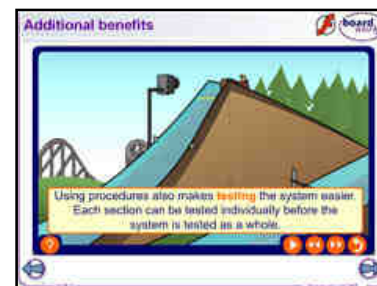 Additional benefits
board
works
Using procedures also makes testing the system easier.
Each section can be tested individually before the
system is tested as a whole.
?